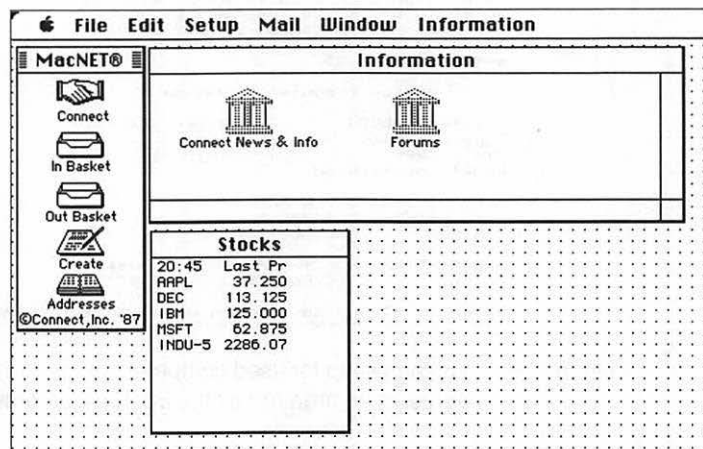 File Edit Setup Mail Window Information
MacNET®
Connect
In Basket
Out Basket
Create
Addresses
©Connect,Inc. '87
Information
Connect News & Info
Forums
Stocks
20:45 Last Pr
AAPL 37.250
DEC 113.125
IBM 125.000
MSFT 62.875
INDU-5 2286.07